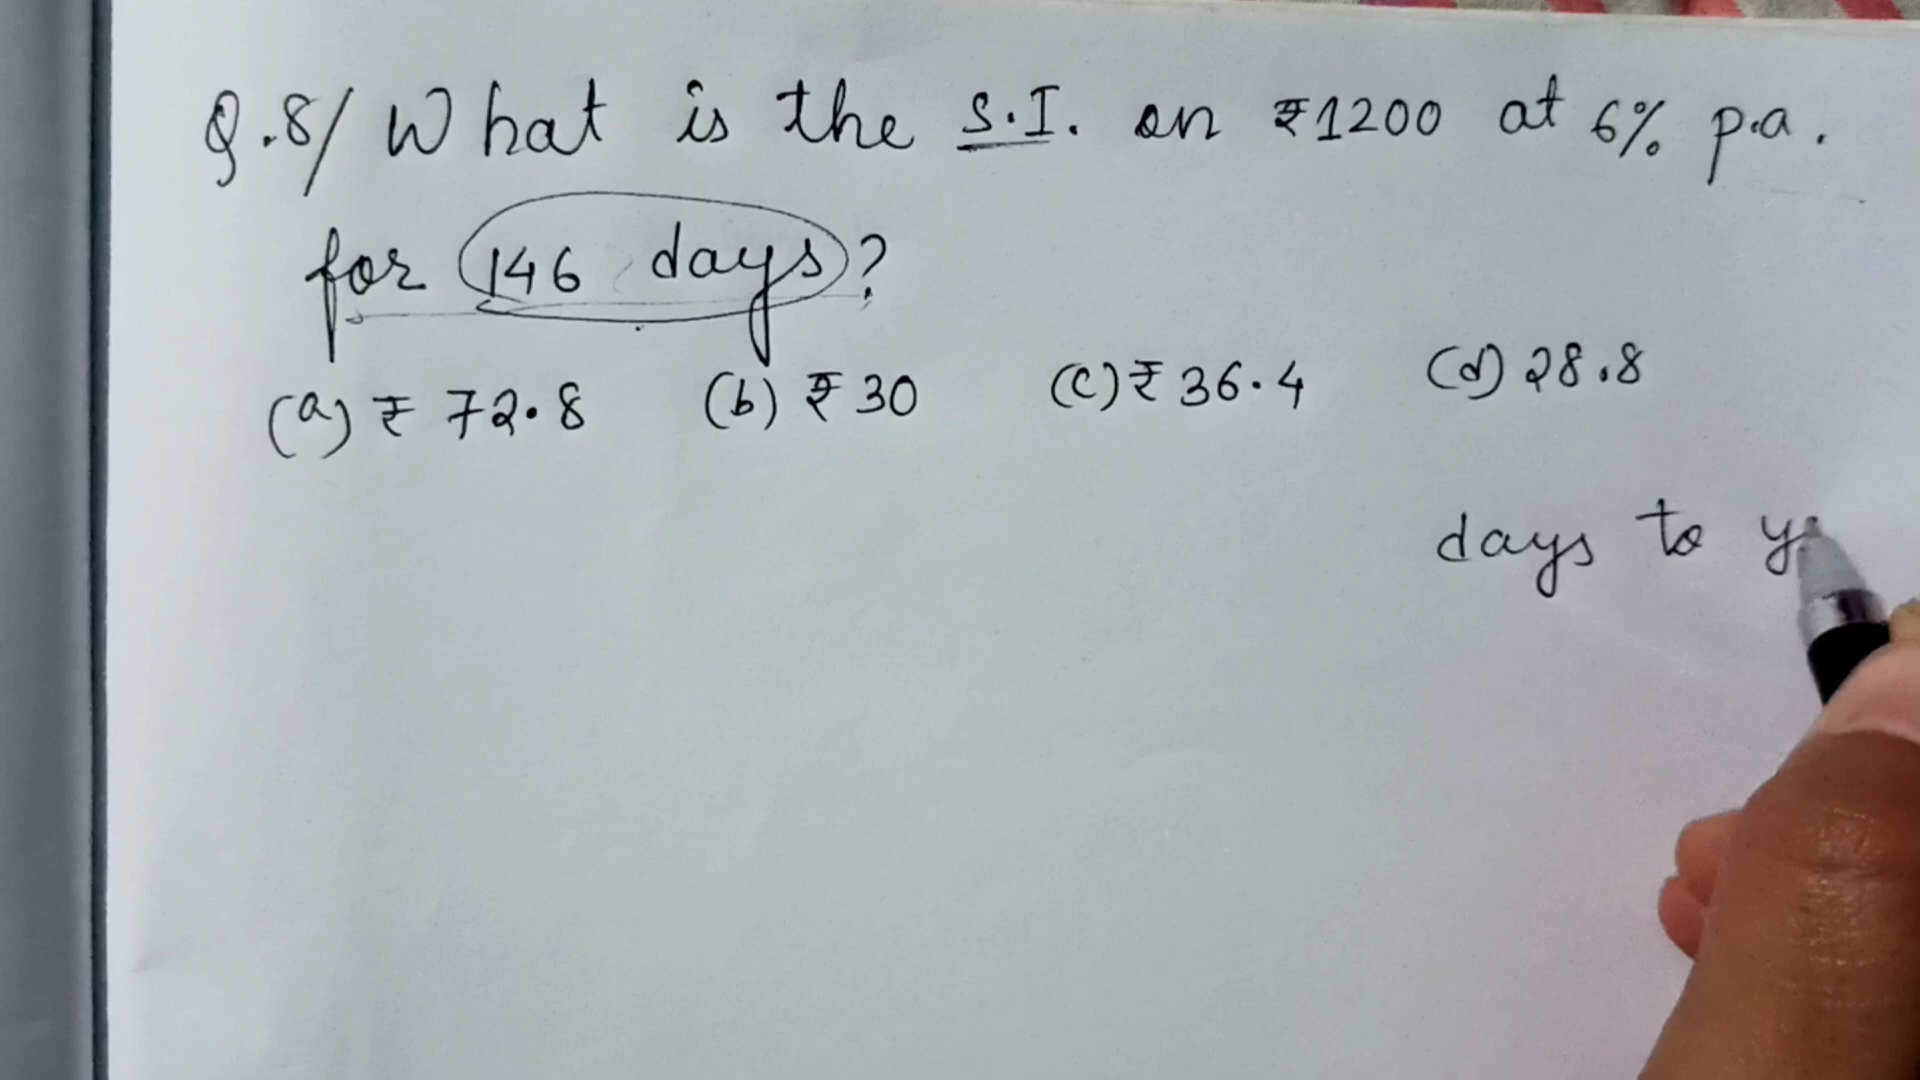 Q.8/ What is the S.I. on ₹1200 at 6% p.a.
for 146 days?
(a) ₹ 72.8 (b) ₹ 30 (c) ₹ 36.4 (d) 28.8
days to y